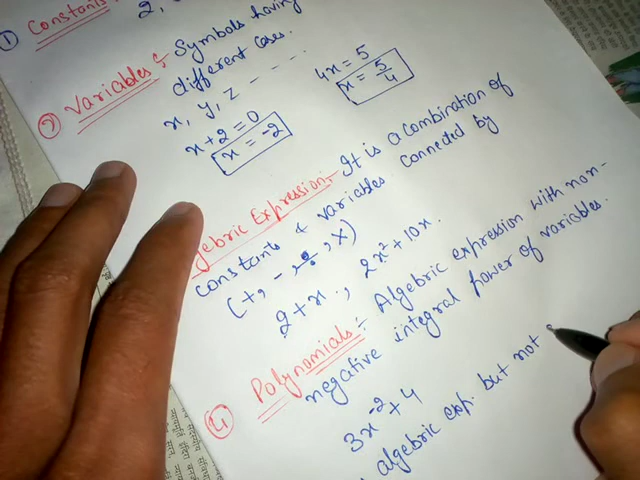 ① Constants :
2,
② Variables :- Symbols having
different cases.
x, y, z - - - -
x+2=0
x = -2
4x = 5
x = 5/4
gebric Expression:- It is a combination of
constants + variables connected by
(+, -, ÷, ×)
2+x, 2x²+10x.
④ Polynomials :- Algebric expression with non-
negative integral power of variables.
3x⁻²+4
algebric exp. but not